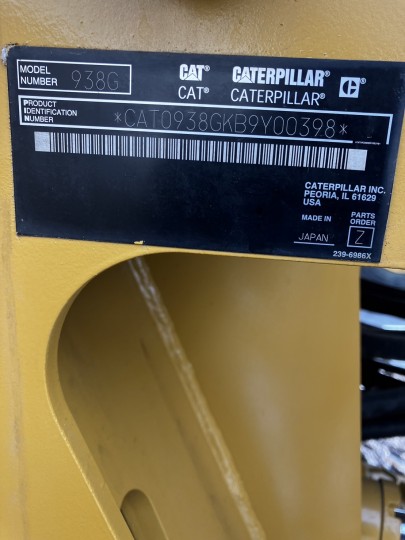 MODEL NUMBER 938G
CAT® CATERPILLAR® C®
CAT® CATERPILLAR®
PRODUCT IDENTIFICATION NUMBER
*CAT0938GKB9Y00398*
CATERPILLAR INC.
PEORIA, IL 61629
USA
MADE IN
JAPAN
PARTS ORDER
Z
239-6986X